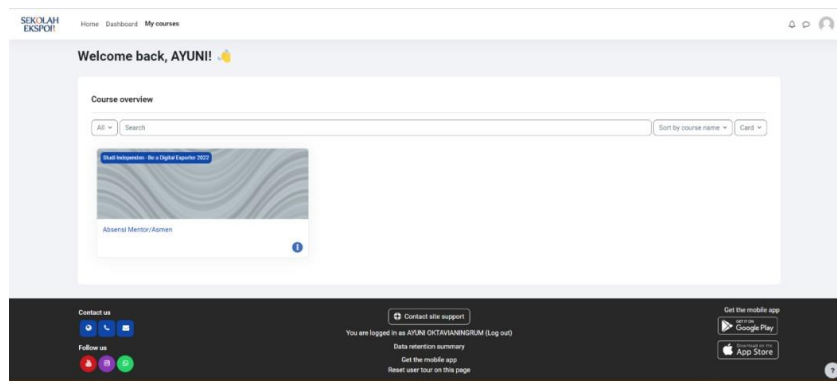 SEKOLAH
EKSPOR
Home Dashboard My courses
Welcome back, AYUNI!
Course overview
All Search Sort by course name Card
Studi Independen - Be a Digital Exporter 2022
Absensi Mentor/Asmen
Contact us
Follow us
Contact site support
You are logged in as AYUNI OKTAVIANINGRUM (Log out)
Data retention summary
Get the mobile app
Reset user tour on this page
Get the mobile app
GET IT ON
Google Play
Download on the
App Store
?